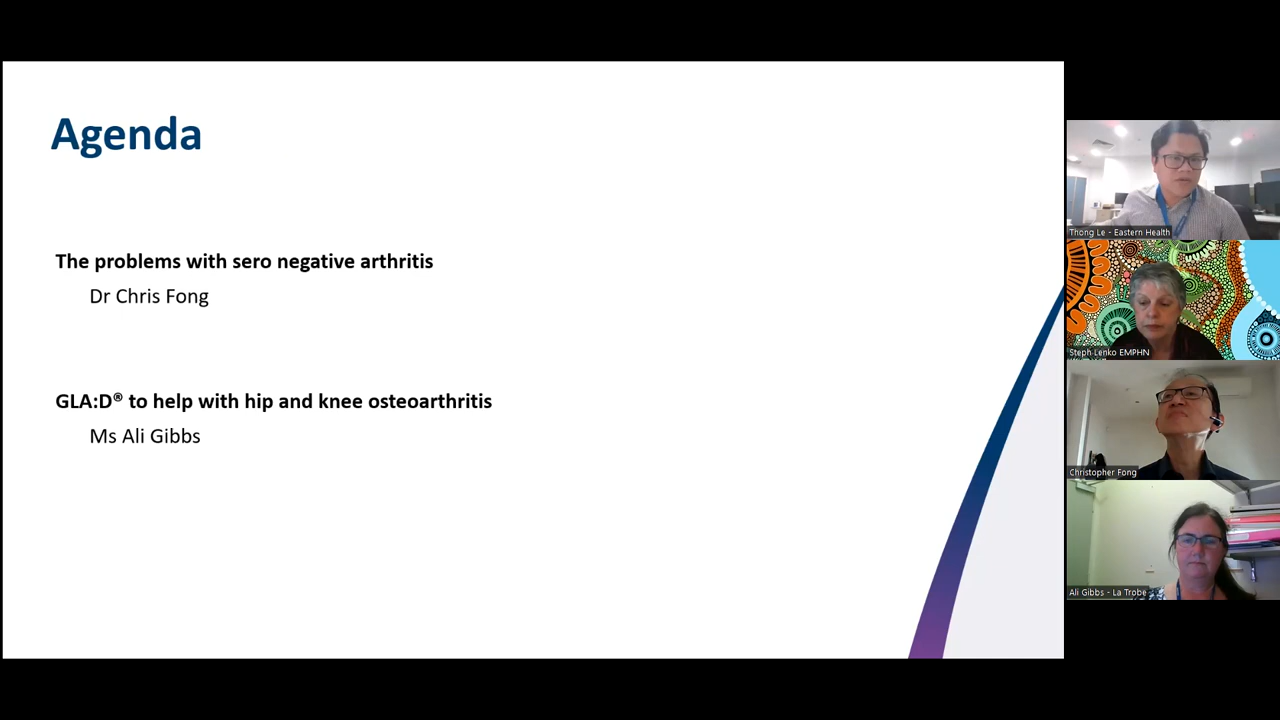 Agenda
The problems with sero negative arthritis
Dr Chris Fong
GLA:D® to help with hip and knee osteoarthritis
Ms Ali Gibbs
Thong Le - Eastern Health
Steph Lenko EMPHN
Christopher Fong
Ali Gibbs - La Trobe